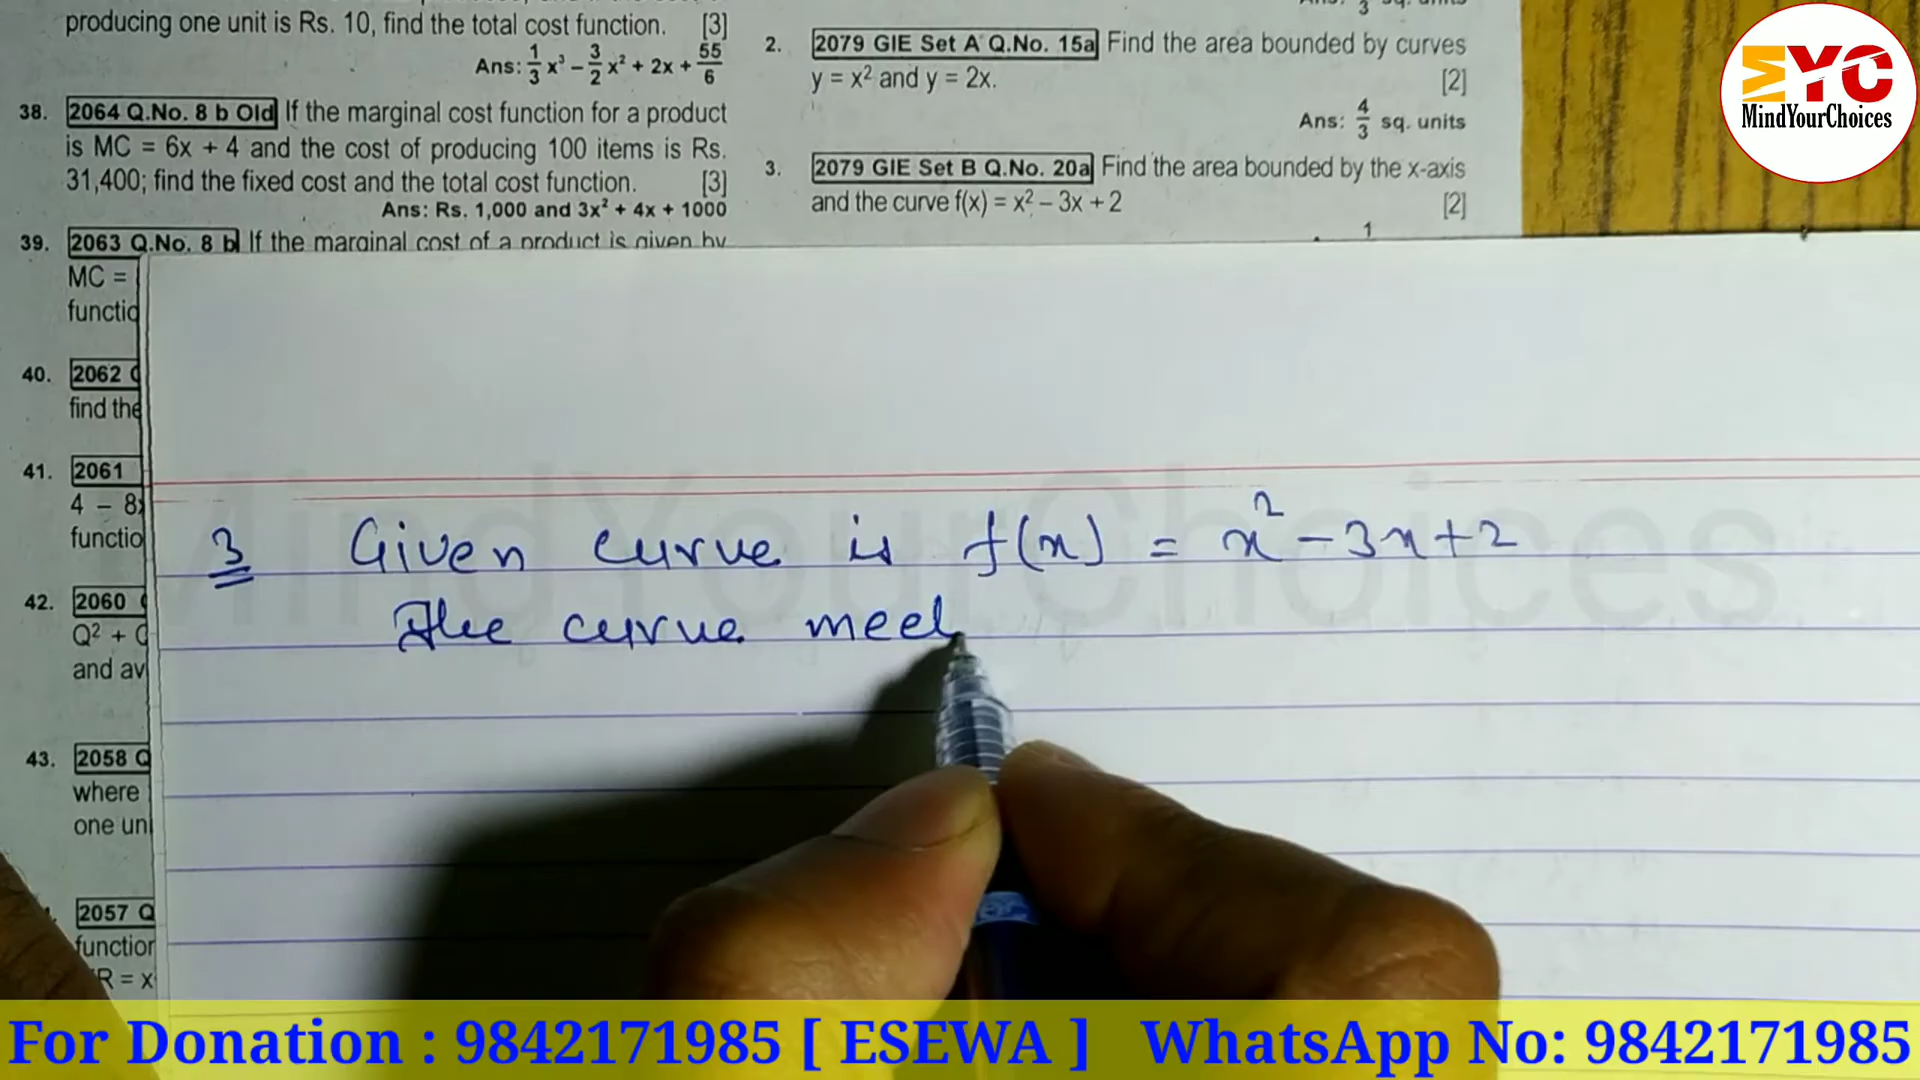 producing one unit is Rs. 10, find the total cost function. [3]
Ans: 1/3 x³ – 3/2 x² + 2x + 55/6
38. 2064 Q.No. 8 b Old If the marginal cost function for a product
is MC = 6x + 4 and the cost of producing 100 items is Rs.
31,400; find the fixed cost and the total cost function. [3]
Ans: Rs. 1,000 and 3x² + 4x + 1000
39. 2063 Q.No. 8 b If the marginal cost of a product is given by
MC =
functio
40. 2062
find the
41. 2061
4 – 8x
functio
42. 2060
Q² +
and av
43. 2058 Q
where
one un
2057 Q
function
R = x
2. 2079 GIE Set A Q.No. 15a Find the area bounded by curves
y = x² and y = 2x. [2]
Ans: 4/3 sq. units
3. 2079 GIE Set B Q.No. 20a Find the area bounded by the x-axis
and the curve f(x) = x² – 3x + 2 [2]
1
MYC
MindYourChoices
MindYourChoices
3 Given curve is f(x) = x² – 3x + 2
The curve meet
For Donation : 9842171985 [ ESEWA ] WhatsApp No: 9842171985